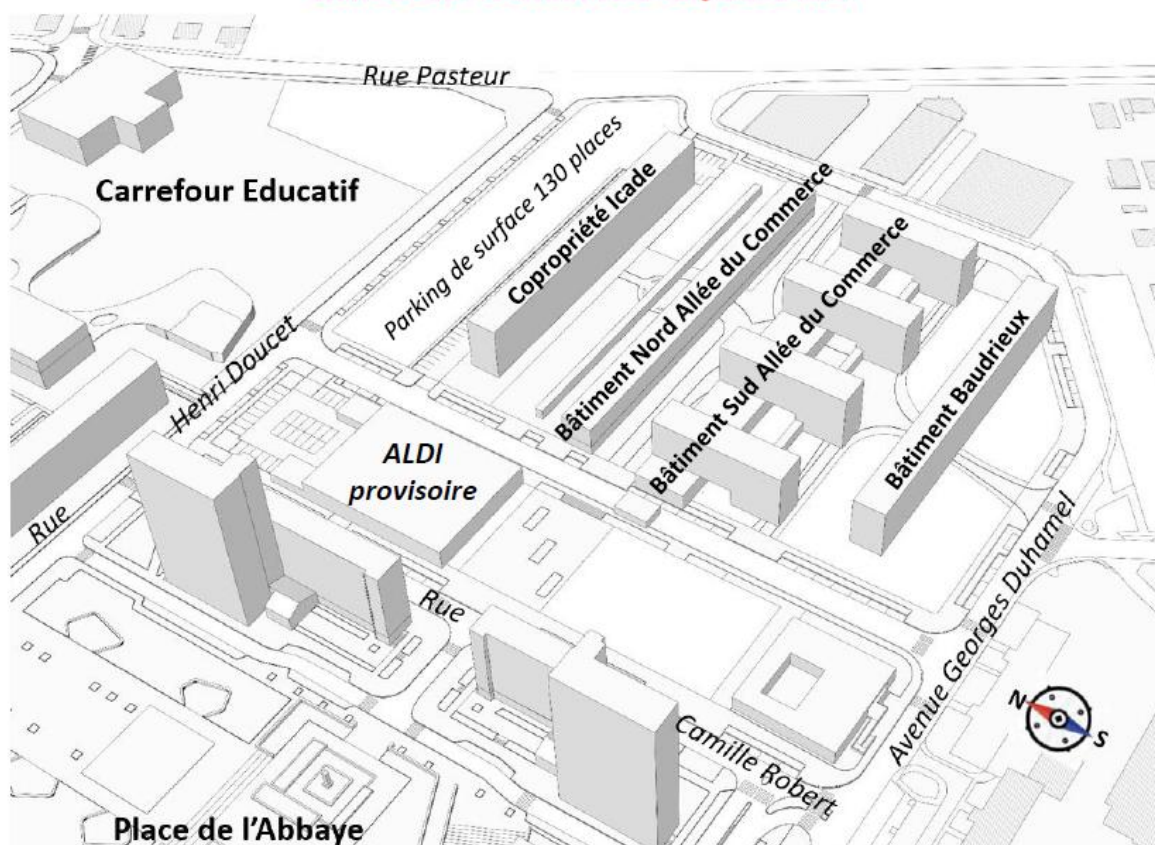 Rue Pasteur
Carrefour Educatif
Parking de surface 130 places
Copropriété Icade
Bâtiment Nord Allée du Commerce
Bâtiment Sud Allée du Commerce
Bâtiment Baudrieux
Rue Henri Doucet
ALDI
provisoire
Rue Camille Robert
Avenue Georges Duhamel
N
S
Place de l'Abbaye